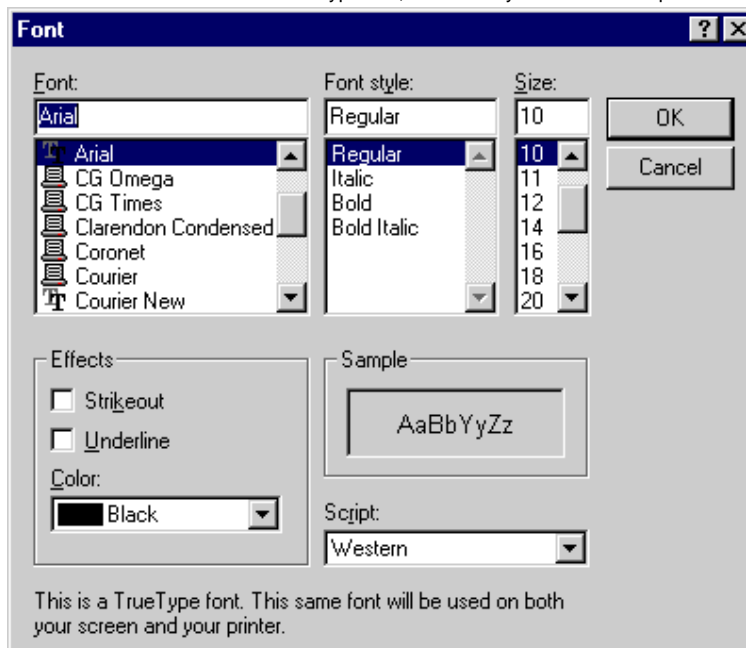 Font
Font:
Arial
Arial
CG Omega
CG Times
Clarendon Condensed
Coronet
Courier
Courier New
Font style:
Regular
Regular
Italic
Bold
Bold Italic
Size:
10
10
11
12
14
16
18
20
OK
Cancel
Effects
Strikeout
Underline
Color:
Black
Sample
AaBbYyZz
Script:
Western
This is a TrueType font. This same font will be used on both
your screen and your printer.